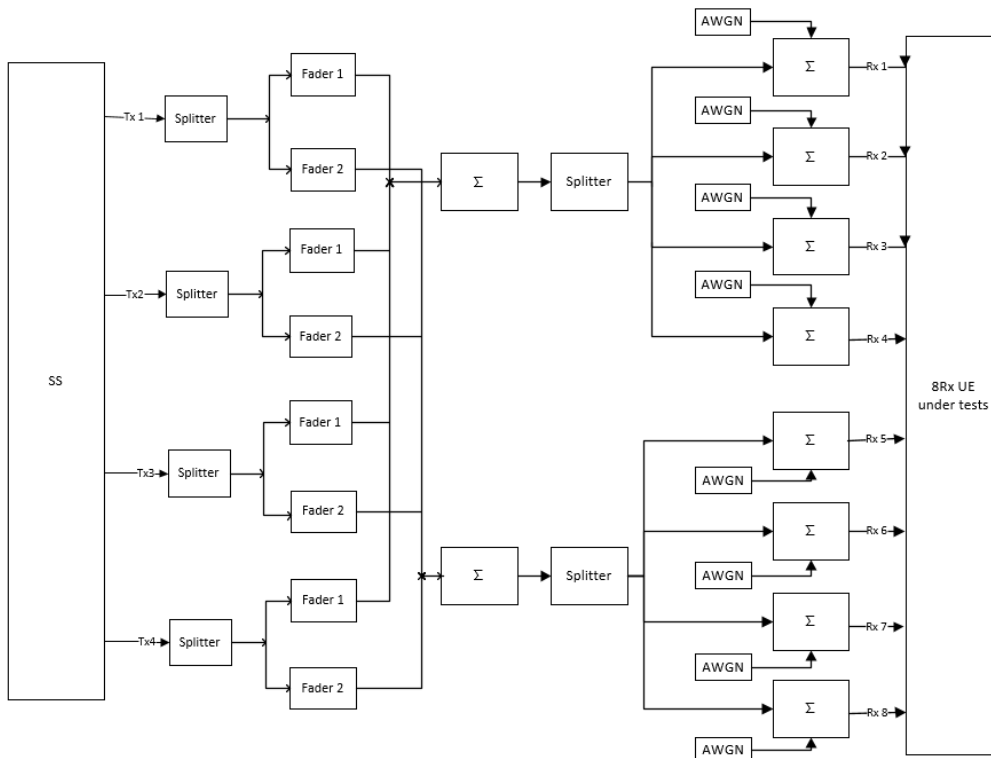 AWGN
Σ
Rx 1
Fader 1
Tx 1
Splitter
AWGN
Fader 2
Σ
Rx 2
Σ
Splitter
AWGN
Fader 1
Σ
Rx 3
AWGN
Tx2
Splitter
Fader 2
Σ
Rx 4
SS
8Rx UE
under tests
Fader 1
Σ
Rx 5
Tx3
Splitter
AWGN
Fader 2
Σ
Rx 6
Σ
Splitter
AWGN
Fader 1
Σ
Rx 7
Tx4
Splitter
AWGN
Fader 2
Σ
Rx 8
AWGN